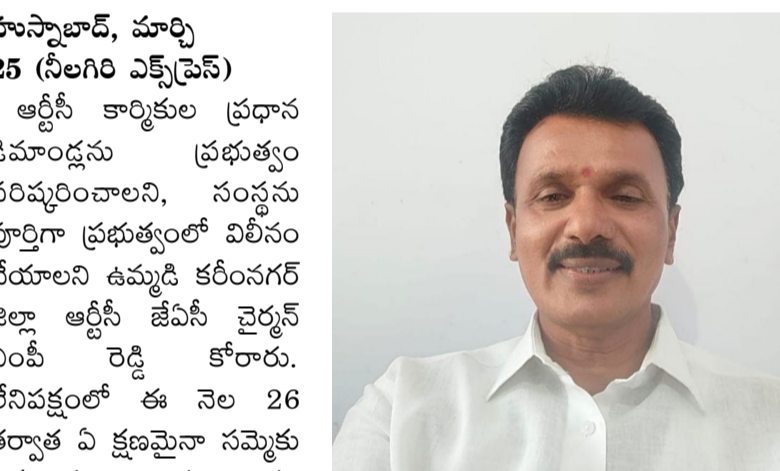 హుస్నాబాద్, మార్చి
25 (నీలగిరి ఎక్స్‌ప్రెస్)
ఆర్టీసీ కార్మికుల ప్రధాన
డిమాండ్లను ప్రభుత్వం
పరిష్కరించాలని, సంస్థను
పూర్తిగా ప్రభుత్వంలో విలీనం
చేయాలని ఉమ్మడి కరీంనగర్
జిల్లా ఆర్టీసీ జేఏసీ చైర్మన్
ఎంపీ రెడ్డి కోరారు.
లేనిపక్షంలో ఈ నెల 26
తర్వాత ఏ క్షణమైనా సమ్మెకు